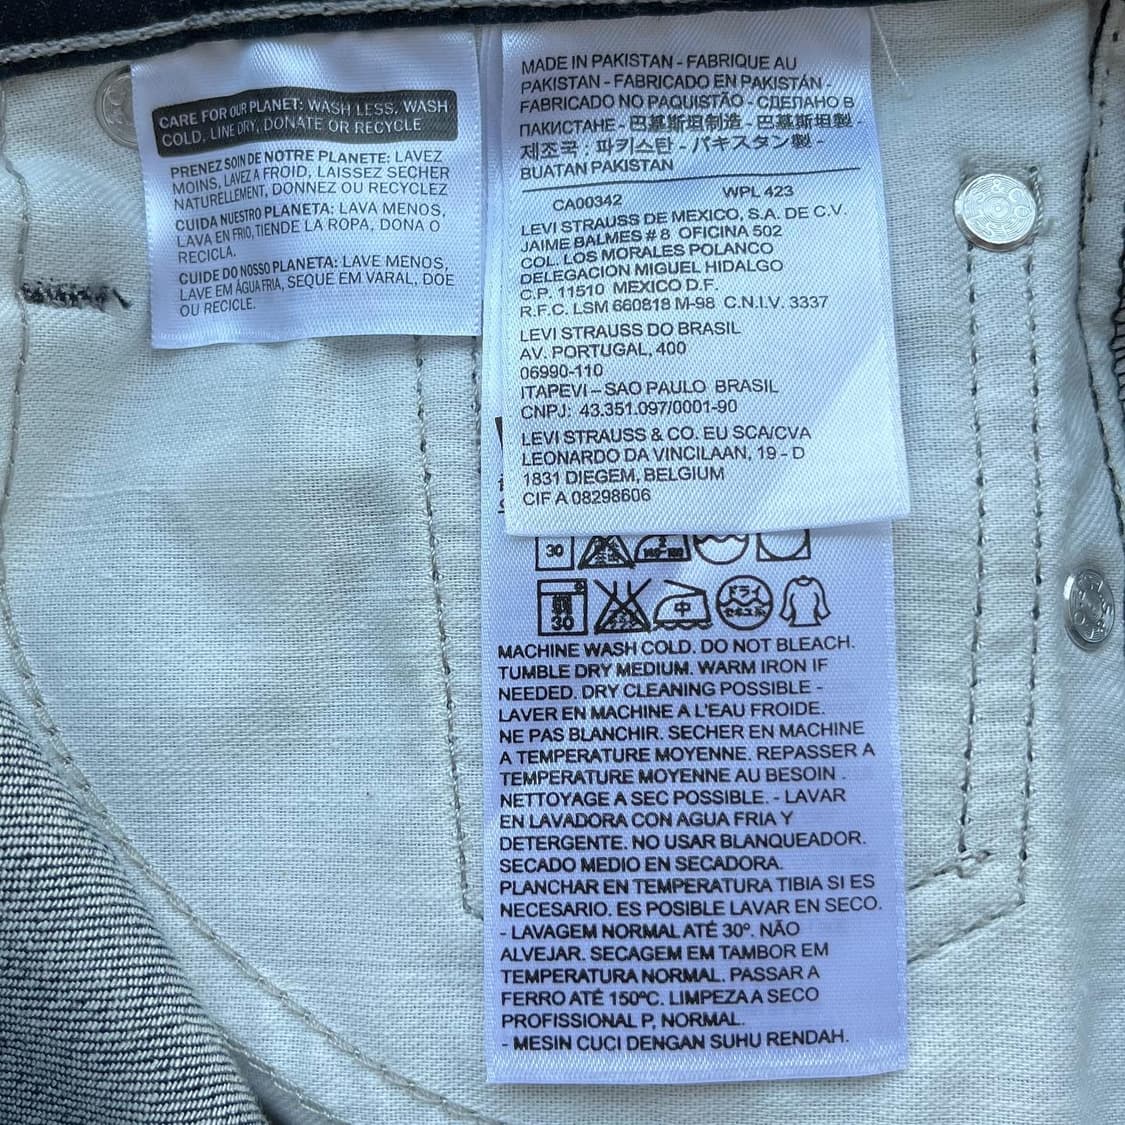 CARE FOR OUR PLANET: WASH LESS, WASH
COLD, LINE DRY, DONATE OR RECYCLE
PRENEZ SOIN DE NOTRE PLANETE: LAVEZ
MOINS, LAVEZ A FROID, LAISSEZ SECHER
NATURELLEMENT, DONNEZ OU RECYCLEZ
CUIDA NUESTRO PLANETA: LAVA MENOS,
LAVA EN FRIO, TIENDE LA ROPA, DONA O
RECICLA.
CUIDE DO NOSSO PLANETA: LAVE MENOS,
LAVE EM ÁGUA FRIA, SEQUE EM VARAL, DOE
OU RECICLE.
MADE IN PAKISTAN - FABRIQUE AU
PAKISTAN - FABRICADO EN PAKISTÁN -
FABRICADO NO PAQUISTÃO - СДЕЛАНО В
ПАКИСТАНЕ - 巴基斯坦制造 - 巴基斯坦製 -
제조국 : 파키스탄 - パキスタン製 -
BUATAN PAKISTAN
CA00342 WPL 423
LEVI STRAUSS DE MEXICO, S.A. DE C.V.
JAIME BALMES # 8 OFICINA 502
COL. LOS MORALES POLANCO
DELEGACION MIGUEL HIDALGO
C.P. 11510 MEXICO D.F.
R.F.C. LSM 660818 M-98 C.N.I.V. 3337
LEVI STRAUSS DO BRASIL
AV. PORTUGAL, 400
06990-110
ITAPEVI – SAO PAULO BRASIL
CNPJ: 43.351.097/0001-90
LEVI STRAUSS & CO. EU SCA/CVA
LEONARDO DA VINCILAAN, 19 - D
1831 DIEGEM, BELGIUM
CIF A 08298606
30
30 中 ドライ
MACHINE WASH COLD. DO NOT BLEACH.
TUMBLE DRY MEDIUM. WARM IRON IF
NEEDED. DRY CLEANING POSSIBLE -
LAVER EN MACHINE A L'EAU FROIDE.
NE PAS BLANCHIR. SECHER EN MACHINE
A TEMPERATURE MOYENNE. REPASSER A
TEMPERATURE MOYENNE AU BESOIN .
NETTOYAGE A SEC POSSIBLE. - LAVAR
EN LAVADORA CON AGUA FRIA Y
DETERGENTE. NO USAR BLANQUEADOR.
SECADO MEDIO EN SECADORA.
PLANCHAR EN TEMPERATURA TIBIA SI ES
NECESARIO. ES POSIBLE LAVAR EN SECO.
- LAVAGEM NORMAL ATÉ 30º. NÃO
ALVEJAR. SECAGEM EM TAMBOR EM
TEMPERATURA NORMAL. PASSAR A
FERRO ATÉ 150ºC. LIMPEZA A SECO
PROFISSIONAL P, NORMAL.
- MESIN CUCI DENGAN SUHU RENDAH.